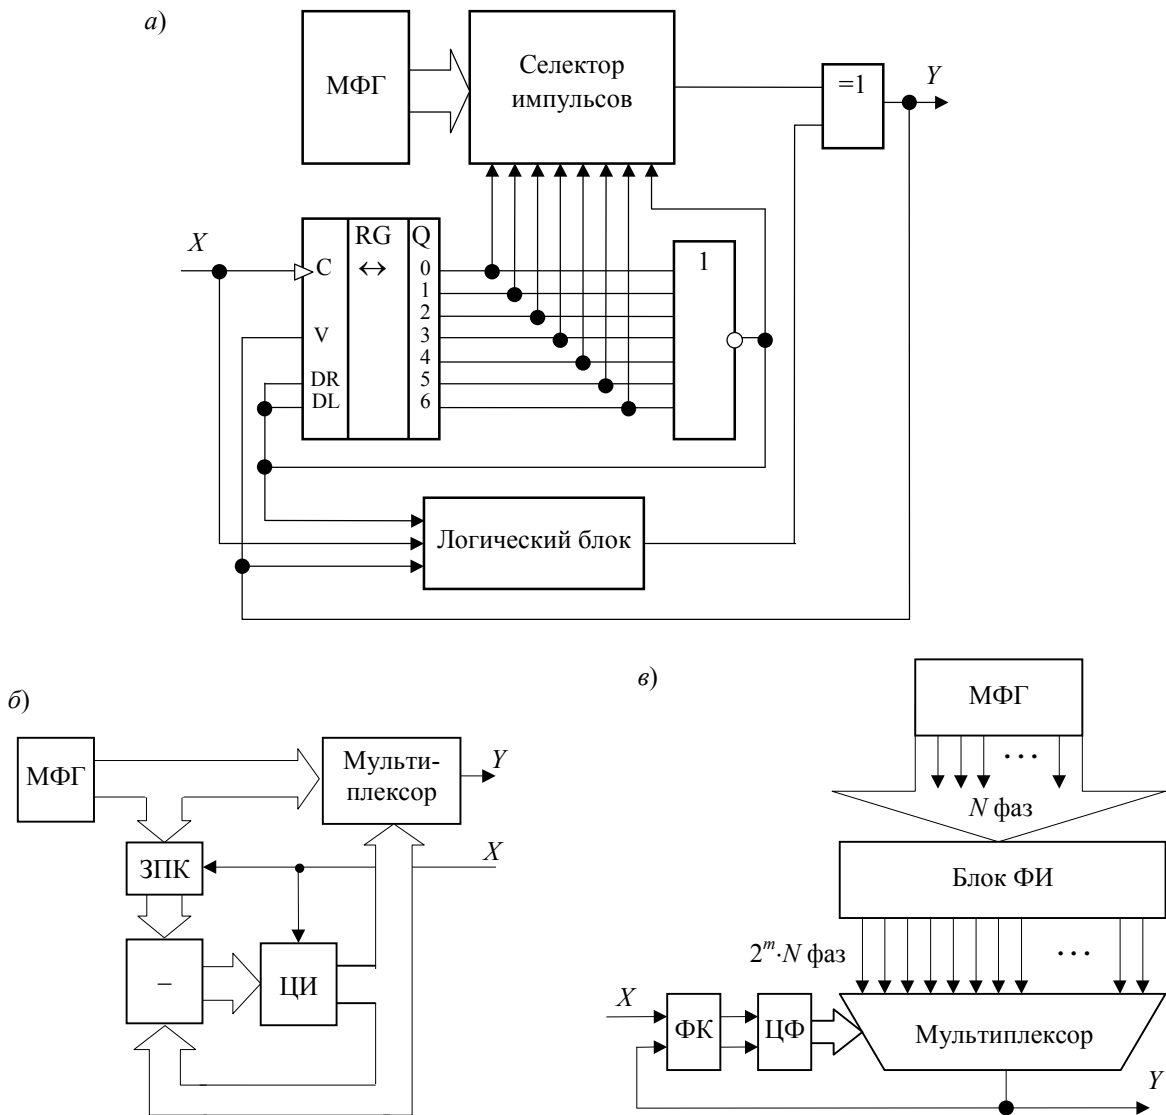 а)
МФГ
Селектор
импульсов
=1
Y
X
C
RG
Q
↔
0
1
1
2
V
3
4
DR
5
DL
6
Логический блок
б)
МФГ
Мульти-
плексор
Y
ЗПК
X
–
ЦИ
в)
МФГ
...
N фаз
Блок ФИ
2^m·N фаз
...
X
ФК
ЦФ
Мультиплексор
Y